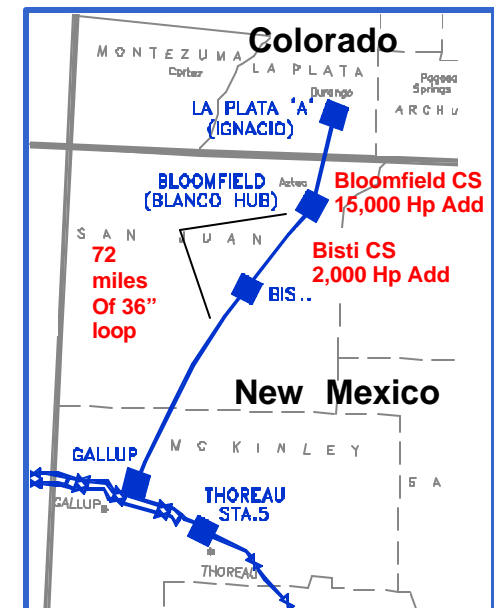 Colorado
MONTEZUMA
Cortez
LA PLATA
Durango
Pagosa
Springs
LA PLATA 'A'
(IGNACIO)
ARCHU
BLOOMFIELD
(BLANCO HUB)
Aztec
Bloomfield CS
15,000 Hp Add
SAN JUAN
72
miles
Of 36”
loop
Bisti CS
2,000 Hp Add
BIS..
New Mexico
GALLUP
MC KINLEY
GALLUP
THOREAU
STA.5
THOREAU